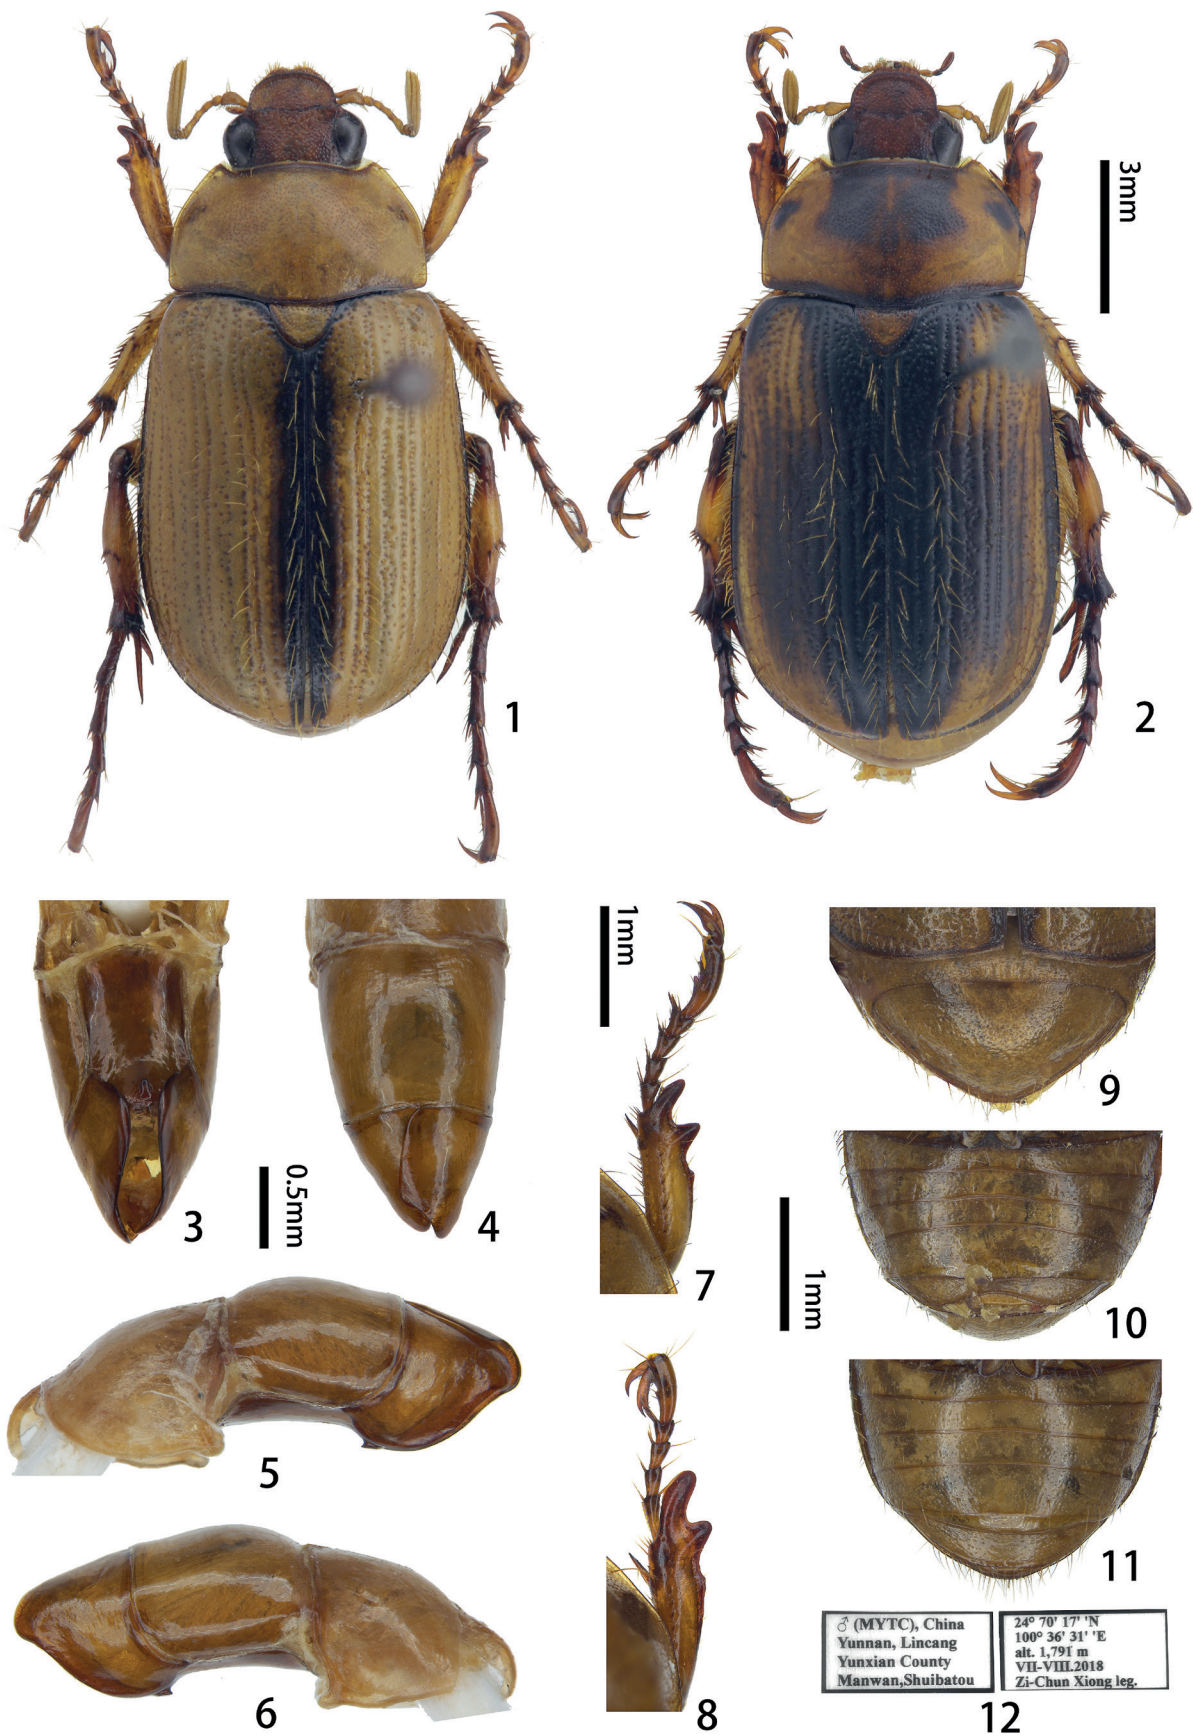 1
2
3mm
3
4
0.5mm
5
6
1mm
7
8
1mm
9
10
11
♂ (MYTC), China
Yunnan, Lincang
Yunxian County
Manwan,Shuibatou
24° 70' 17' 'N
100° 36' 31' 'E
alt. 1,791 m
VII-VIII.2018
Zi-Chun Xiong leg.
12